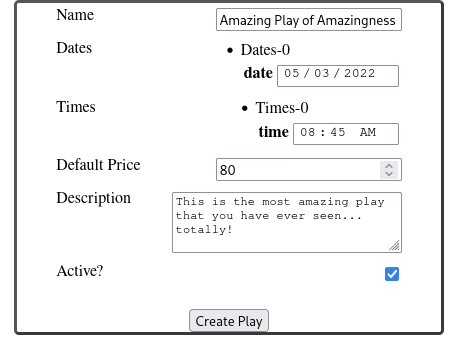 Name Amazing Play of Amazingness
Dates • Dates-0
date 05/03/2022
Times • Times-0
time 08:45 AM
Default Price 80
Description This is the most amazing play
that you have ever seen...
totally!
Active?
Create Play